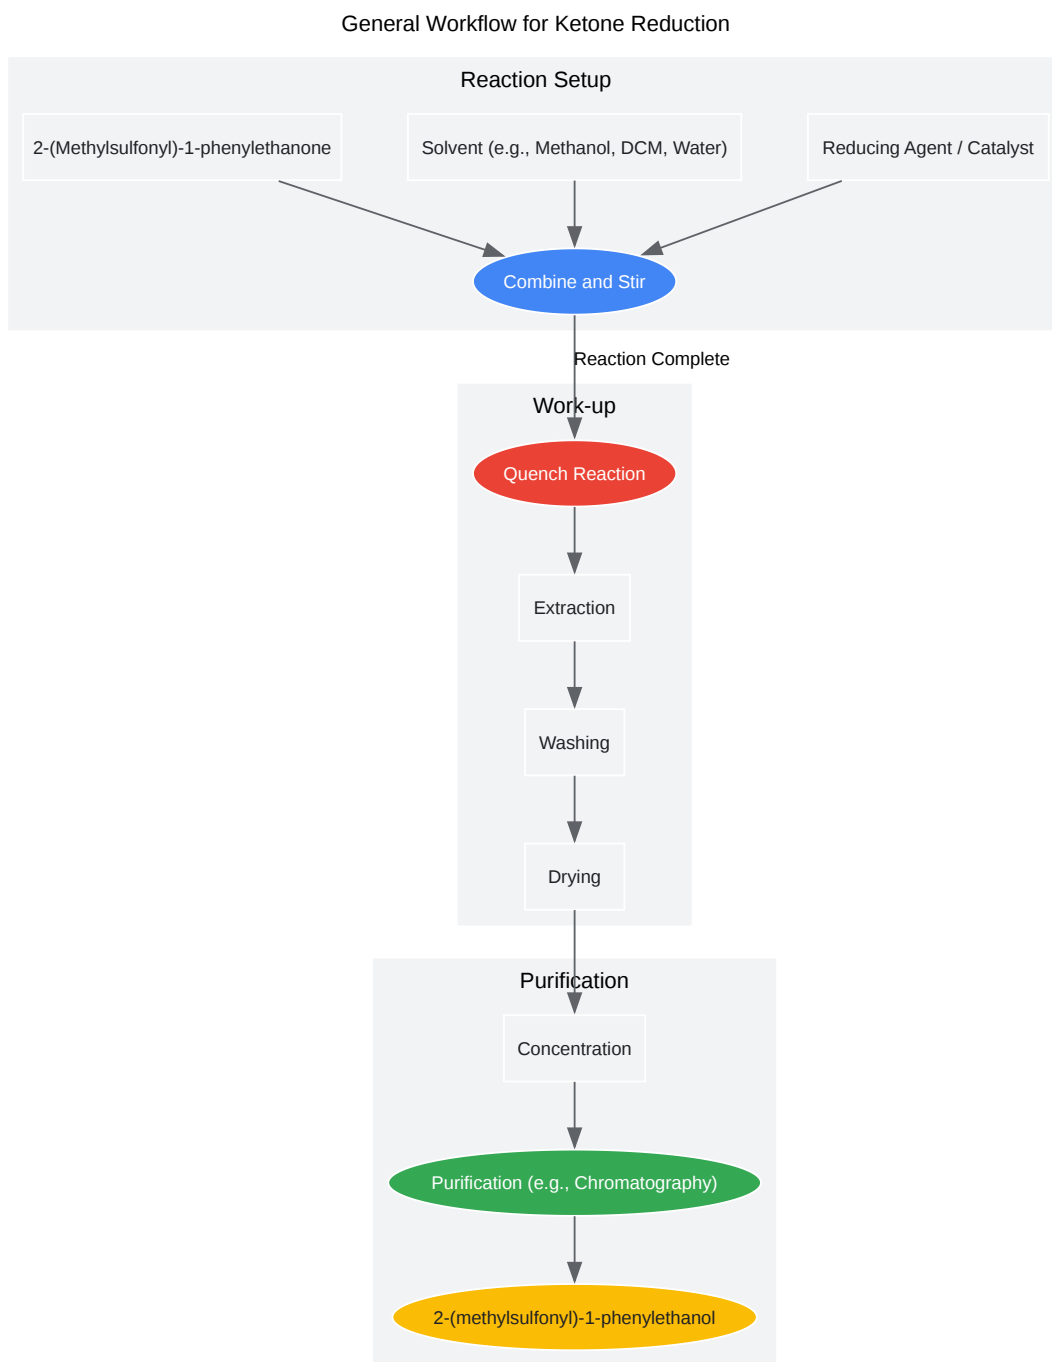 General Workflow for Ketone Reduction
Reaction Setup
2-(Methylsulfonyl)-1-phenylethanone
Solvent (e.g., Methanol, DCM, Water)
Reducing Agent / Catalyst
Combine and Stir
Reaction Complete
Work-up
Quench Reaction
Extraction
Washing
Drying
Purification
Concentration
Purification (e.g., Chromatography)
2-(methylsulfonyl)-1-phenylethanol